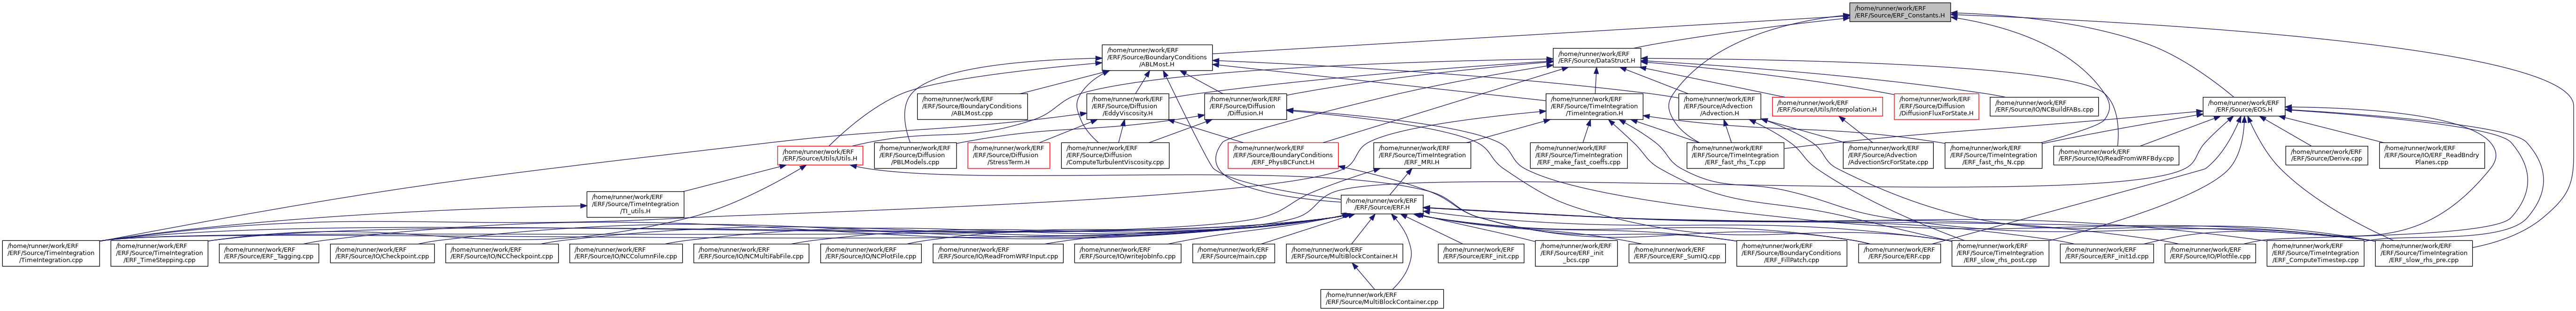 /home/runner/work/ERF
/ERF/Source/ERF_Constants.H
/home/runner/work/ERF
/ERF/Source/BoundaryConditions
/ABLMost.H
/home/runner/work/ERF
/ERF/Source/DataStruct.H
/home/runner/work/ERF
/ERF/Source/BoundaryConditions
/ABLMost.cpp
/home/runner/work/ERF
/ERF/Source/Diffusion
/EddyViscosity.H
/home/runner/work/ERF
/ERF/Source/Diffusion
/Diffusion.H
/home/runner/work/ERF
/ERF/Source/TimeIntegration
/TimeIntegration.H
/home/runner/work/ERF
/ERF/Source/Advection
/Advection.H
/home/runner/work/ERF
/ERF/Source/Utils/Interpolation.H
/home/runner/work/ERF
/ERF/Source/Diffusion
/DiffusionFluxForState.H
/home/runner/work/ERF
/ERF/Source/IO/NCBuildFABs.cpp
/home/runner/work/ERF
/ERF/Source/EOS.H
/home/runner/work/ERF
/ERF/Source/Utils/Utils.H
/home/runner/work/ERF
/ERF/Source/Diffusion
/PBLModels.cpp
/home/runner/work/ERF
/ERF/Source/Diffusion
/StressTerm.H
/home/runner/work/ERF
/ERF/Source/Diffusion
/ComputeTurbulentViscosity.cpp
/home/runner/work/ERF
/ERF/Source/BoundaryConditions
/ERF_PhysBCFunct.H
/home/runner/work/ERF
/ERF/Source/TimeIntegration
/ERF_MRI.H
/home/runner/work/ERF
/ERF/Source/TimeIntegration
/ERF_make_fast_coeffs.cpp
/home/runner/work/ERF
/ERF/Source/TimeIntegration
/ERF_fast_rhs_T.cpp
/home/runner/work/ERF
/ERF/Source/Advection
/AdvectionSrcForState.cpp
/home/runner/work/ERF
/ERF/Source/TimeIntegration
/ERF_fast_rhs_N.cpp
/home/runner/work/ERF
/ERF/Source/IO/ReadFromWRFBdy.cpp
/home/runner/work/ERF
/ERF/Source/Derive.cpp
/home/runner/work/ERF
/ERF/Source/IO/ERF_ReadBndry
Planes.cpp
/home/runner/work/ERF
/ERF/Source/TimeIntegration
/TI_utils.H
/home/runner/work/ERF
/ERF/Source/ERF.H
/home/runner/work/ERF
/ERF/Source/TimeIntegration
/TimeIntegration.cpp
/home/runner/work/ERF
/ERF/Source/TimeIntegration
/ERF_TimeStepping.cpp
/home/runner/work/ERF
/ERF/Source/ERF_Tagging.cpp
/home/runner/work/ERF
/ERF/Source/IO/Checkpoint.cpp
/home/runner/work/ERF
/ERF/Source/IO/NCCheckpoint.cpp
/home/runner/work/ERF
/ERF/Source/IO/NCColumnFile.cpp
/home/runner/work/ERF
/ERF/Source/IO/NCMultiFabFile.cpp
/home/runner/work/ERF
/ERF/Source/IO/NCPlotFile.cpp
/home/runner/work/ERF
/ERF/Source/IO/ReadFromWRFInput.cpp
/home/runner/work/ERF
/ERF/Source/IO/writeJobInfo.cpp
/home/runner/work/ERF
/ERF/Source/main.cpp
/home/runner/work/ERF
/ERF/Source/MultiBlockContainer.H
/home/runner/work/ERF
/ERF/Source/ERF_init.cpp
/home/runner/work/ERF
/ERF/Source/ERF_init
_bcs.cpp
/home/runner/work/ERF
/ERF/Source/ERF_SumIQ.cpp
/home/runner/work/ERF
/ERF/Source/BoundaryConditions
/ERF_FillPatch.cpp
/home/runner/work/ERF
/ERF/Source/ERF.cpp
/home/runner/work/ERF
/ERF/Source/TimeIntegration
/ERF_slow_rhs_post.cpp
/home/runner/work/ERF
/ERF/Source/ERF_init1d.cpp
/home/runner/work/ERF
/ERF/Source/IO/Plotfile.cpp
/home/runner/work/ERF
/ERF/Source/TimeIntegration
/ERF_ComputeTimestep.cpp
/home/runner/work/ERF
/ERF/Source/TimeIntegration
/ERF_slow_rhs_pre.cpp
/home/runner/work/ERF
/ERF/Source/MultiBlockContainer.cpp